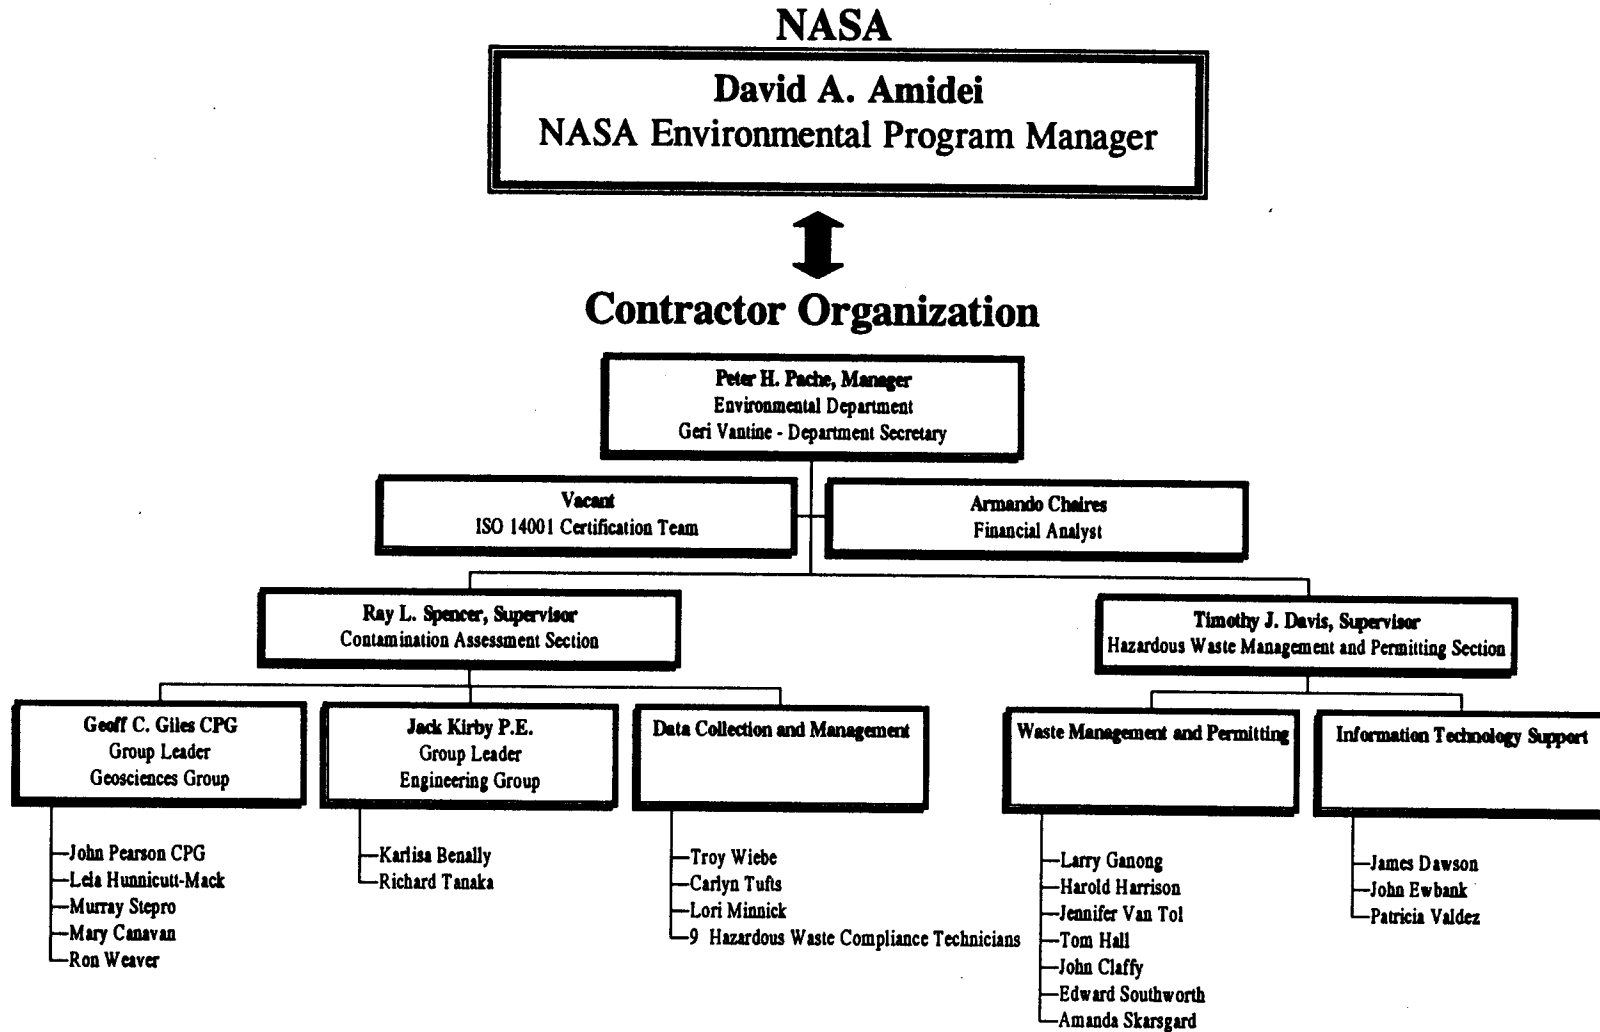 NASA
David A. Amidei
NASA Environmental Program Manager
Contractor Organization
Peter H. Pache, Manager
Environmental Department
Geri Vantine - Department Secretary
Vacant
ISO 14001 Certification Team
Armando Chaires
Financial Analyst
Ray L. Spencer, Supervisor
Contamination Assessment Section
Timothy J. Davis, Supervisor
Hazardous Waste Management and Permitting Section
Geoff C. Giles CPG
Group Leader
Geosciences Group
John Pearson CPG
Lela Hunnicutt-Mack
Murray Stepro
Mary Canavan
Ron Weaver
Jack Kirby P.E.
Group Leader
Engineering Group
Karlisa Benally
Richard Tanaka
Data Collection and Management
Troy Wiebe
Carlyn Tufts
Lori Minnick
9 Hazardous Waste Compliance Technicians
Waste Management and Permitting
Larry Ganong
Harold Harrison
Jennifer Van Tol
Tom Hall
John Claffy
Edward Southworth
Amanda Skarsgard
Information Technology Support
James Dawson
John Ewbank
Patricia Valdez